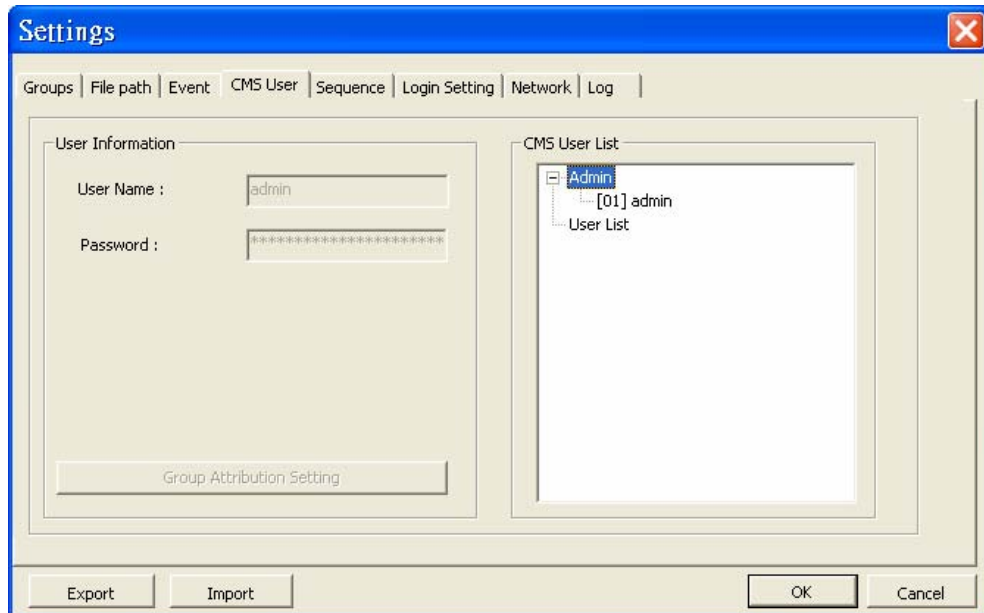 Settings
Groups File path Event CMS User Sequence Login Setting Network Log
User Information
User Name :
admin
Password :
**********************
Group Attribution Setting
CMS User List
Admin
[01] admin
User List
Export
Import
OK
Cancel